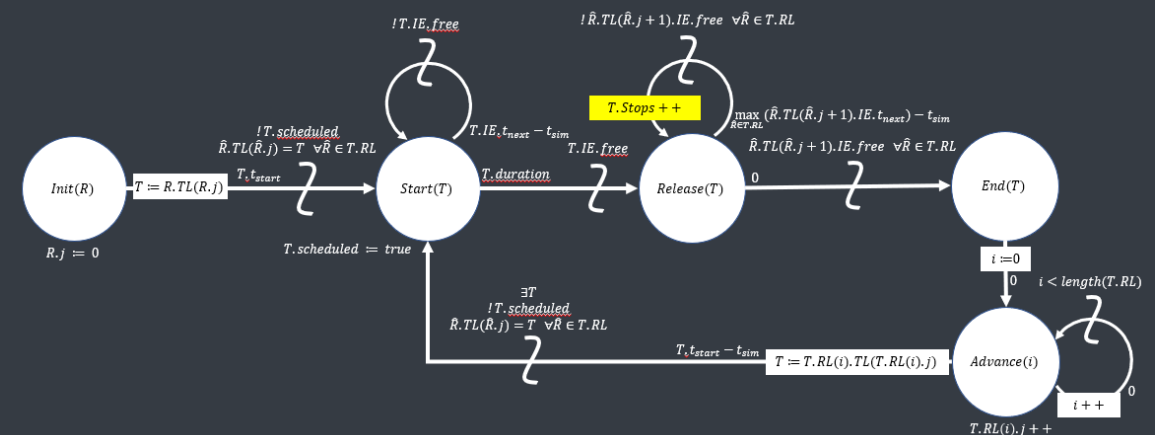 ! T.IE.free
! R̂.TL(R̂.j + 1).IE.free ∀R̂ ∈ T.RL
T.Stops + +
max (R̂.TL(R̂.j + 1).IE.t_next) − t_sim
R̂∈T.RL
! T.scheduled
R̂.TL(R̂.j) = T ∀R̂ ∈ T.RL
T.IE.t_next − t_sim
T.IE.free
R̂.TL(R̂.j + 1).IE.free ∀R̂ ∈ T.RL
Init(R)
T ≔ R.TL(R.j)
T.t_start
Start(T)
T.duration
Release(T)
0
End(T)
R.j ≔ 0
T.scheduled ≔ true
i ≔0
0
i < length(T.RL)
∃T
! T.scheduled
R̂.TL(R̂.j) = T ∀R̂ ∈ T.RL
T.t_start − t_sim
T ≔ T.RL(i).TL(T.RL(i).j)
Advance(i)
0
i + +
T.RL(i).j + +